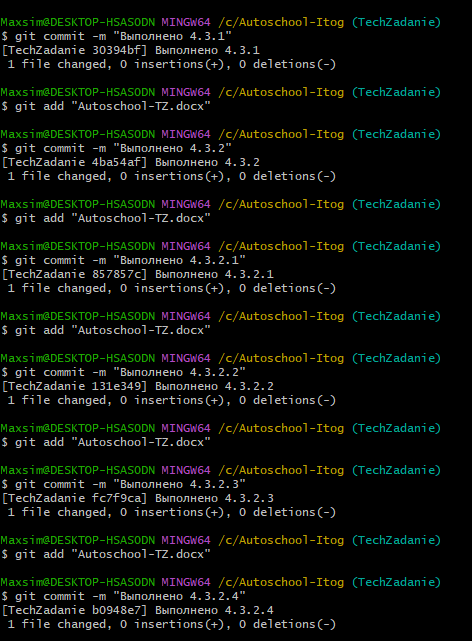 Maxsim@DESKTOP-HSASODN MINGW64 /c/Autoschool-Itog (TechZadanie)
$ git commit -m "Выполнено 4.3.1"
[TechZadanie 30394bf] Выполнено 4.3.1
 1 file changed, 0 insertions(+), 0 deletions(-)
Maxsim@DESKTOP-HSASODN MINGW64 /c/Autoschool-Itog (TechZadanie)
$ git add "Autoschool-TZ.docx"
Maxsim@DESKTOP-HSASODN MINGW64 /c/Autoschool-Itog (TechZadanie)
$ git commit -m "Выполнено 4.3.2"
[TechZadanie 4ba54af] Выполнено 4.3.2
 1 file changed, 0 insertions(+), 0 deletions(-)
Maxsim@DESKTOP-HSASODN MINGW64 /c/Autoschool-Itog (TechZadanie)
$ git add "Autoschool-TZ.docx"
Maxsim@DESKTOP-HSASODN MINGW64 /c/Autoschool-Itog (TechZadanie)
$ git commit -m "Выполнено 4.3.2.1"
[TechZadanie 857857c] Выполнено 4.3.2.1
 1 file changed, 0 insertions(+), 0 deletions(-)
Maxsim@DESKTOP-HSASODN MINGW64 /c/Autoschool-Itog (TechZadanie)
$ git add "Autoschool-TZ.docx"
Maxsim@DESKTOP-HSASODN MINGW64 /c/Autoschool-Itog (TechZadanie)
$ git commit -m "Выполнено 4.3.2.2"
[TechZadanie 131e349] Выполнено 4.3.2.2
 1 file changed, 0 insertions(+), 0 deletions(-)
Maxsim@DESKTOP-HSASODN MINGW64 /c/Autoschool-Itog (TechZadanie)
$ git add "Autoschool-TZ.docx"
Maxsim@DESKTOP-HSASODN MINGW64 /c/Autoschool-Itog (TechZadanie)
$ git commit -m "Выполнено 4.3.2.3"
[TechZadanie fc7f9ca] Выполнено 4.3.2.3
 1 file changed, 0 insertions(+), 0 deletions(-)
Maxsim@DESKTOP-HSASODN MINGW64 /c/Autoschool-Itog (TechZadanie)
$ git add "Autoschool-TZ.docx"
Maxsim@DESKTOP-HSASODN MINGW64 /c/Autoschool-Itog (TechZadanie)
$ git commit -m "Выполнено 4.3.2.4"
[TechZadanie b0948e7] Выполнено 4.3.2.4
 1 file changed, 0 insertions(+), 0 deletions(-)